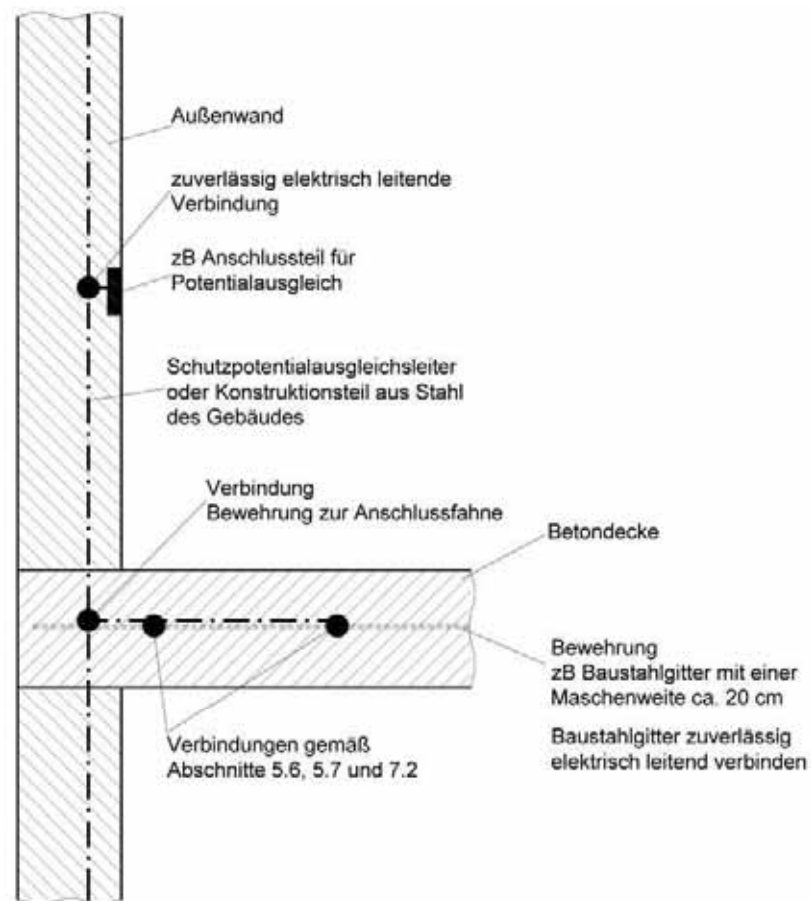 Außenwand
zuverlässig elektrisch leitende
Verbindung
zB Anschlussteil für
Potentialausgleich
Schutzpotentialausgleichsleiter
oder Konstruktionsteil aus Stahl
des Gebäudes
Verbindung
Bewehrung zur Anschlussfahne
Betondecke
Bewehrung
zB Baustahlgitter mit einer
Maschenweite ca. 20 cm
Baustahlgitter zuverlässig
elektrisch leitend verbinden
Verbindungen gemäß
Abschnitte 5.6, 5.7 und 7.2